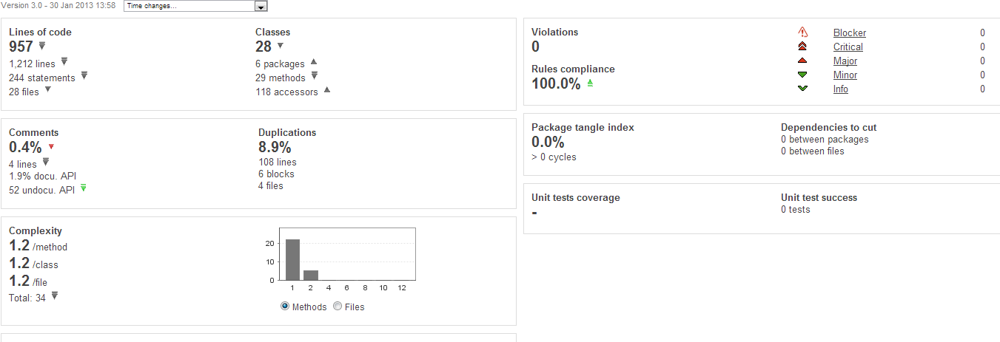 Version 3.0 - 30 Jan 2013 13:58 Time changes...
Lines of code
957
1,212 lines
244 statements
28 files
Classes
28
6 packages
29 methods
118 accessors
Comments
0.4%
4 lines
1.9% docu. API
52 undocu. API
Duplications
8.9%
108 lines
6 blocks
4 files
Complexity
1.2 /method
1.2 /class
1.2 /file
Total: 34
20
10
0
1 2 4 6 8 10 12
Methods Files
Violations
0
Rules compliance
100.0%
Blocker 0
Critical 0
Major 0
Minor 0
Info 0
Package tangle index
0.0%
> 0 cycles
Dependencies to cut
0 between packages
0 between files
Unit tests coverage
-
Unit test success
0 tests